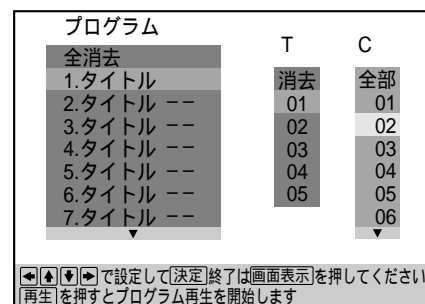 プログラム
全消去
1.タイトル
2.タイトル −−
3.タイトル −−
4.タイトル −−
5.タイトル −−
6.タイトル −−
7.タイトル −−
▼
T
消去
01
02
03
04
05
C
全部
01
02
03
04
05
06
▼
←↑↓→で設定して決定終了は画面表示を押してください
再生を押すとプログラム再生を開始します